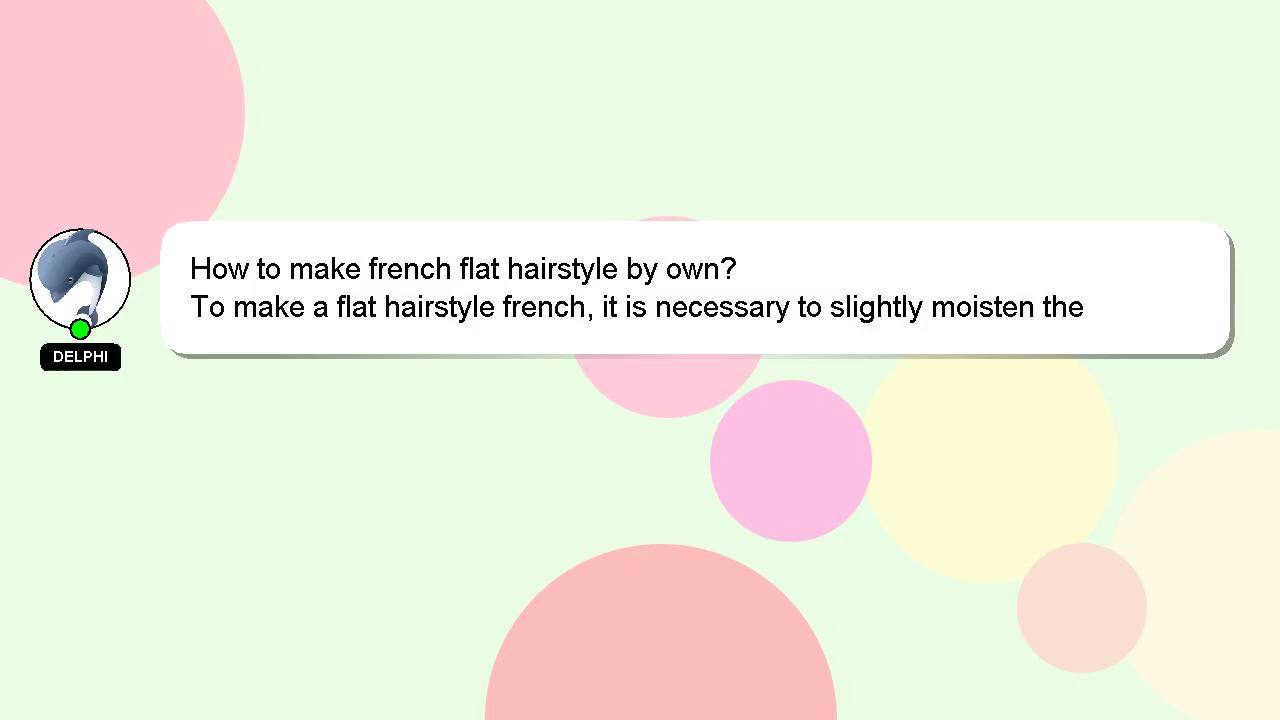 How to make french flat hairstyle by own?
To make a flat hairstyle french, it is necessary to slightly moisten the
DELPHI